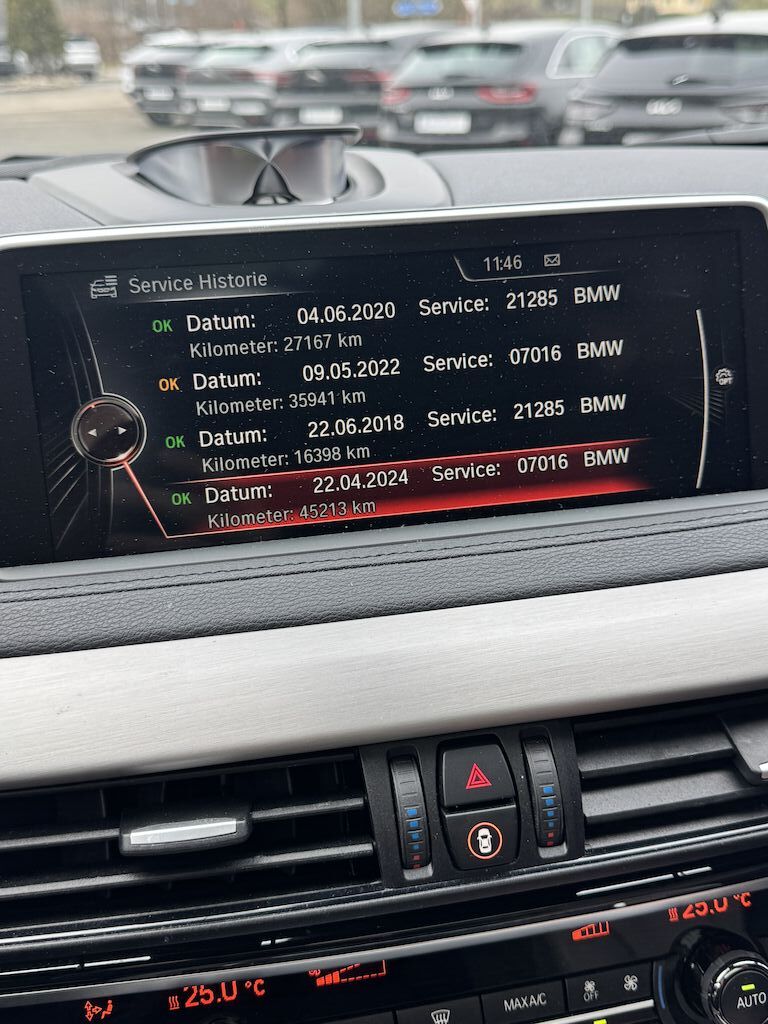 Service Historie
11:46
OK Datum: 04.06.2020 Service: 21285 BMW
Kilometer: 27167 km
OK Datum: 09.05.2022 Service: 07016 BMW
Kilometer: 35941 km
OK Datum: 22.06.2018 Service: 21285 BMW
Kilometer: 16398 km
OK Datum: 22.04.2024 Service: 07016 BMW
Kilometer: 45213 km
OPT
25.0 °C
25.0 °C
MAX A/C
OFF
AUTO